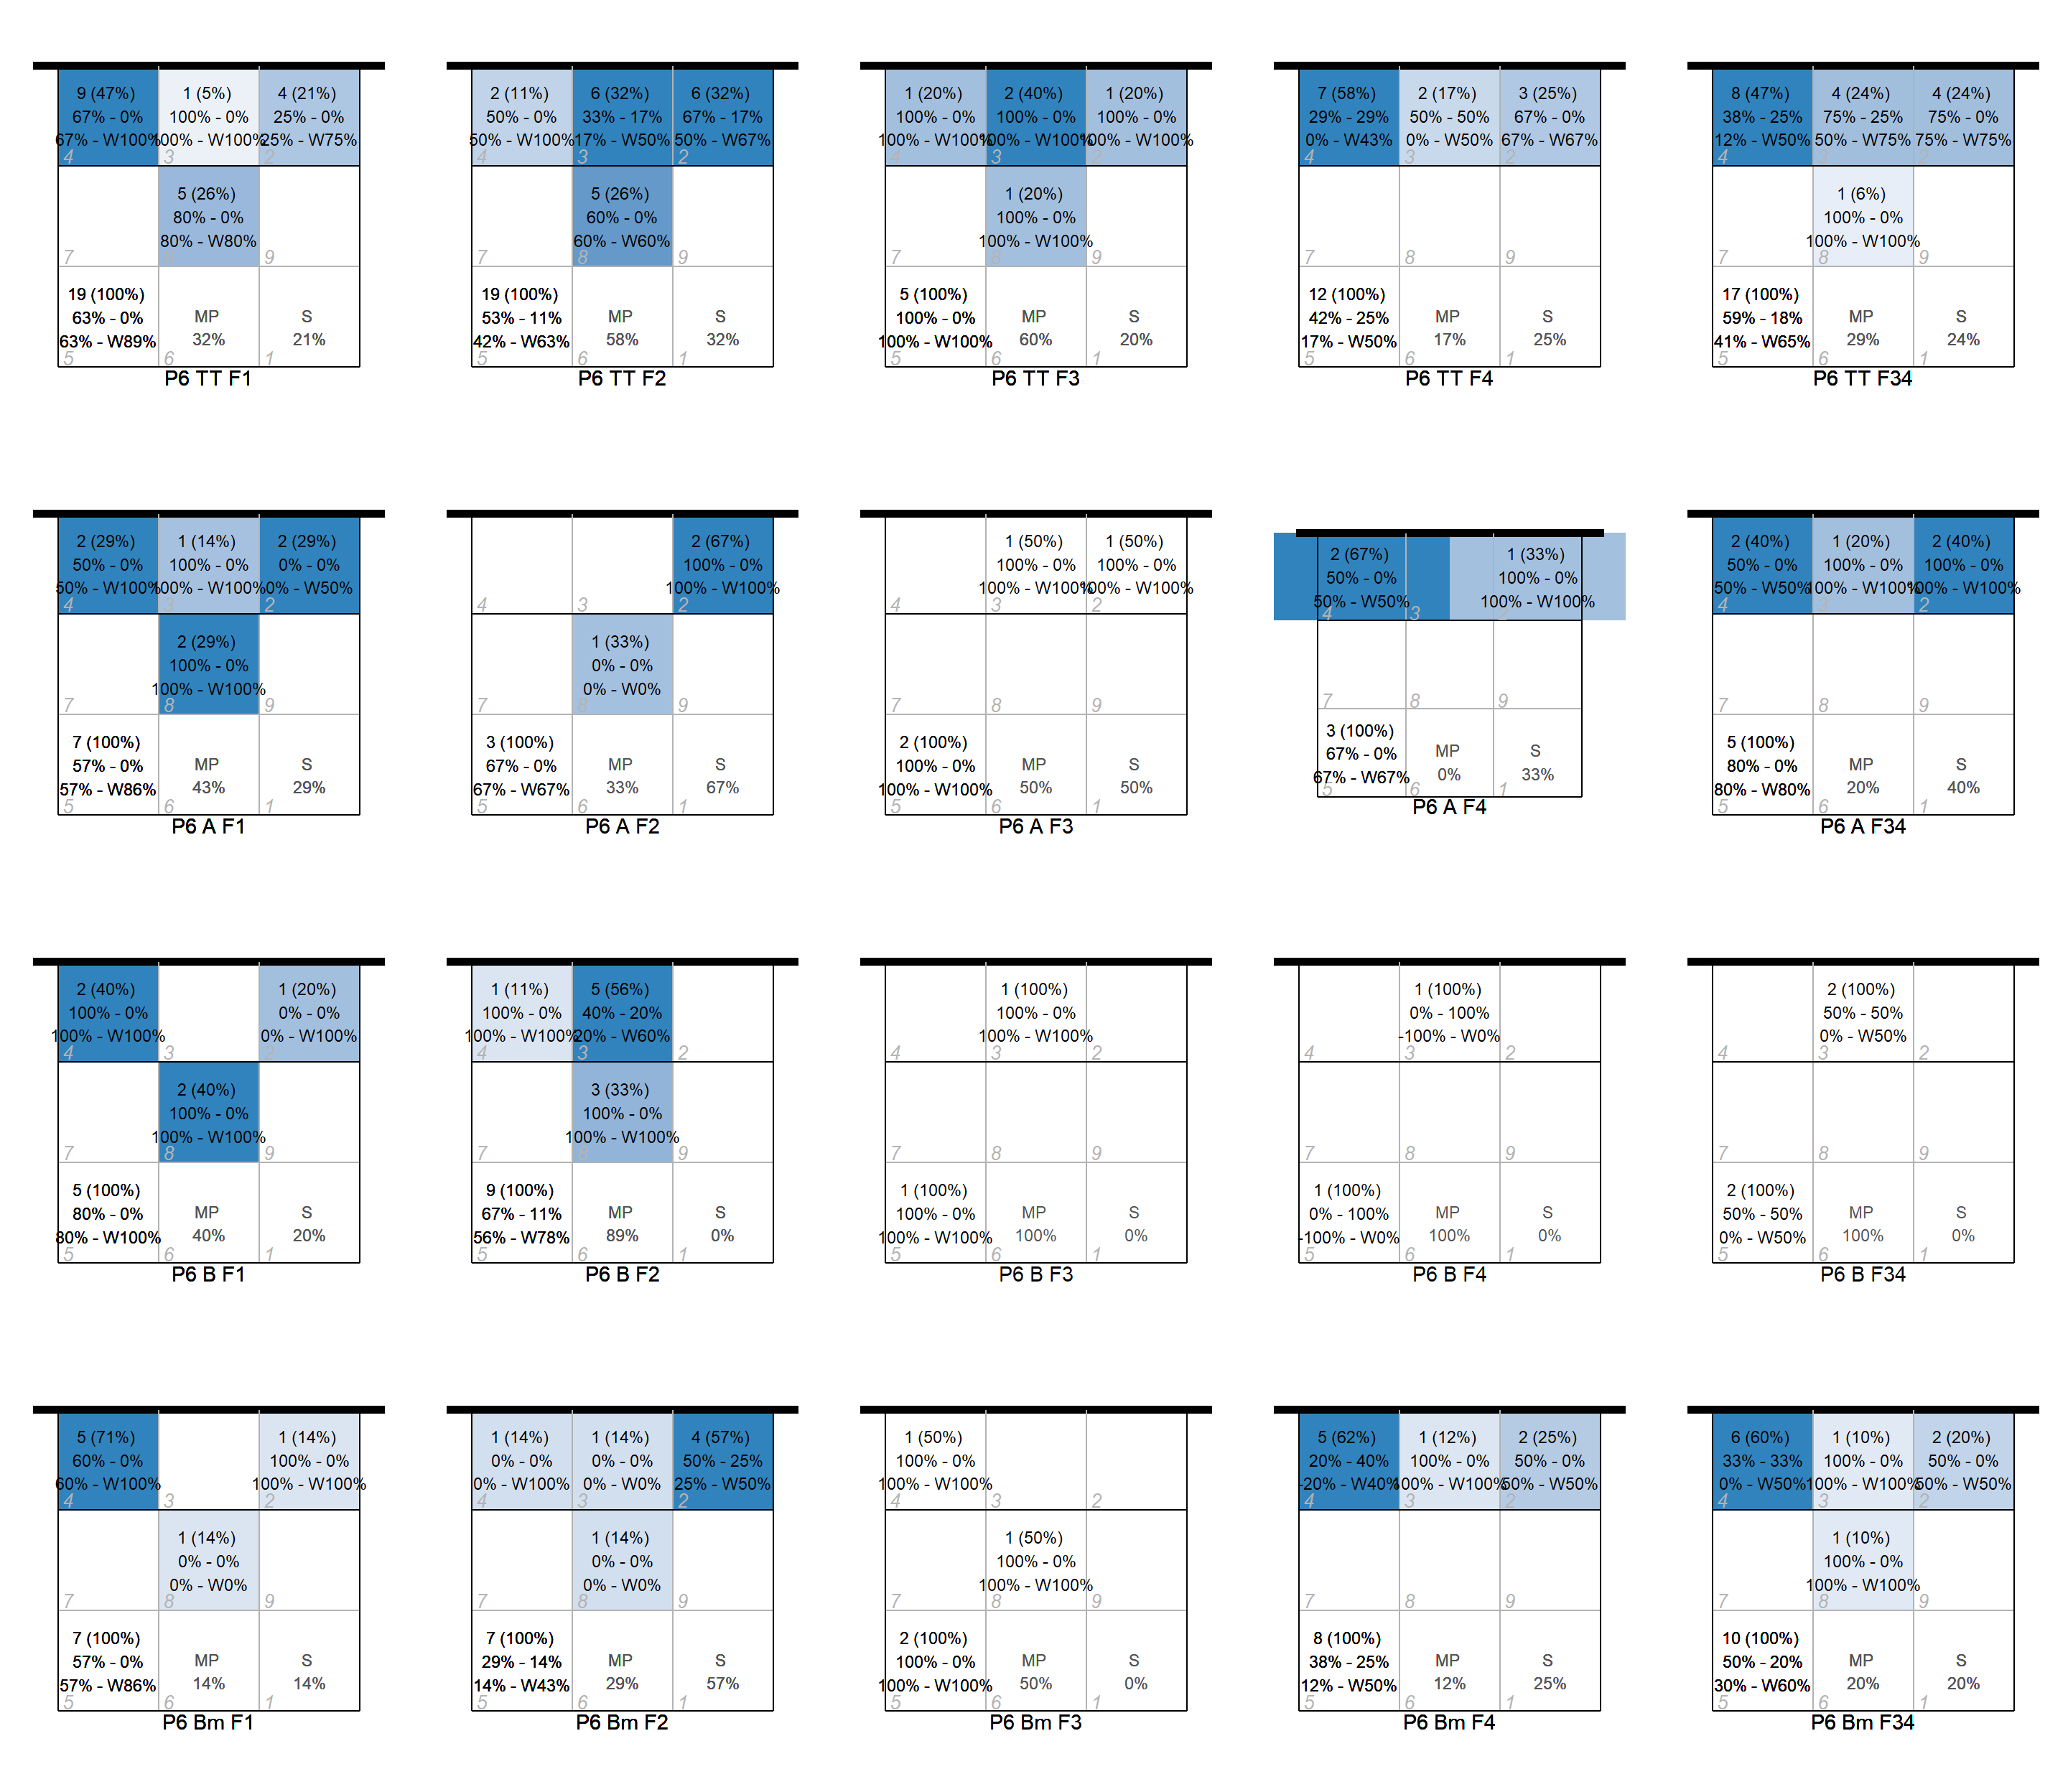 9 (47%)
67% - 0%
67% - W100%
4
1 (5%)
100% - 0%
100% - W100%
3
4 (21%)
25% - 0%
25% - W75%
2
7
5 (26%)
80% - 0%
80% - W80%
9
19 (100%)
63% - 0%
63% - W89%
5
MP
32%
6
S
21%
1
P6 TT F1
2 (11%)
50% - 0%
50% - W100%
4
6 (32%)
33% - 17%
17% - W50%
3
6 (32%)
67% - 17%
50% - W67%
2
7
5 (26%)
60% - 0%
60% - W60%
8
9
19 (100%)
53% - 11%
42% - W63%
5
MP
58%
6
S
32%
1
P6 TT F2
1 (20%)
100% - 0%
100% - W100%
4
2 (40%)
100% - 0%
100% - W100%
3
1 (20%)
100% - 0%
100% - W100%
2
7
1 (20%)
100% - 0%
100% - W100%
8
9
5 (100%)
100% - 0%
100% - W100%
5
MP
60%
6
S
20%
1
P6 TT F3
7 (58%)
29% - 29%
0% - W43%
4
2 (17%)
50% - 50%
0% - W50%
3
3 (25%)
67% - 0%
67% - W67%
2
7
8
9
12 (100%)
42% - 25%
17% - W50%
5
MP
17%
6
S
25%
1
P6 TT F4
8 (47%)
38% - 25%
12% - W50%
4
4 (24%)
75% - 25%
50% - W75%
3
4 (24%)
75% - 0%
75% - W75%
2
7
1 (6%)
100% - 0%
100% - W100%
8
9
17 (100%)
59% - 18%
41% - W65%
5
MP
29%
6
S
24%
1
P6 TT F34
2 (29%)
50% - 0%
50% - W100%
4
1 (14%)
100% - 0%
100% - W100%
3
2 (29%)
0% - 0%
0% - W50%
2
7
2 (29%)
100% - 0%
100% - W100%
8
9
7 (100%)
57% - 0%
57% - W86%
5
MP
43%
6
S
29%
1
P6 A F1
4
3
2 (67%)
100% - 0%
100% - W100%
2
7
1 (33%)
0% - 0%
0% - W0%
8
9
3 (100%)
67% - 0%
67% - W67%
5
MP
33%
6
S
67%
1
P6 A F2
4
1 (50%)
100% - 0%
100% - W100%
3
1 (50%)
100% - 0%
100% - W100%
2
7
8
9
2 (100%)
100% - 0%
100% - W100%
5
MP
50%
6
S
50%
1
P6 A F3
2 (67%)
50% - 0%
50% - W50%
4
3
1 (33%)
100% - 0%
100% - W100%
2
7
8
9
3 (100%)
67% - 0%
67% - W67%
5
MP
0%
6
S
33%
1
P6 A F4
2 (40%)
50% - 0%
50% - W50%
4
1 (20%)
100% - 0%
100% - W100%
3
2 (40%)
100% - 0%
100% - W100%
2
7
8
9
5 (100%)
80% - 0%
80% - W80%
5
MP
20%
6
S
40%
1
P6 A F34
2 (40%)
100% - 0%
100% - W100%
4
3
1 (20%)
0% - 0%
0% - W100%
2
7
2 (40%)
100% - 0%
100% - W100%
8
9
5 (100%)
80% - 0%
80% - W100%
5
MP
40%
6
S
20%
1
P6 B F1
1 (11%)
100% - 0%
100% - W100%
4
5 (56%)
40% - 20%
20% - W60%
3
2
7
3 (33%)
100% - 0%
100% - W100%
8
9
9 (100%)
67% - 11%
56% - W78%
5
MP
89%
6
S
0%
1
P6 B F2
4
1 (100%)
100% - 0%
100% - W100%
3
2
7
8
9
1 (100%)
100% - 0%
100% - W100%
5
MP
100%
6
S
0%
1
P6 B F3
4
1 (100%)
0% - 100%
-100% - W0%
3
2
7
8
9
1 (100%)
0% - 100%
-100% - W0%
5
MP
100%
6
S
0%
1
P6 B F4
4
2 (100%)
50% - 50%
0% - W50%
3
2
7
8
9
2 (100%)
50% - 50%
0% - W50%
5
MP
100%
6
S
0%
1
P6 B F34
5 (71%)
60% - 0%
60% - W100%
4
3
1 (14%)
100% - 0%
100% - W100%
2
7
1 (14%)
0% - 0%
0% - W0%
8
9
7 (100%)
57% - 0%
57% - W86%
5
MP
14%
6
S
14%
1
P6 Bm F1
1 (14%)
0% - 0%
0% - W100%
4
1 (14%)
0% - 0%
0% - W0%
3
4 (57%)
50% - 25%
25% - W50%
2
7
1 (14%)
0% - 0%
0% - W0%
8
9
7 (100%)
29% - 14%
14% - W43%
5
MP
29%
6
S
57%
1
P6 Bm F2
1 (50%)
100% - 0%
100% - W100%
4
3
2
7
1 (50%)
100% - 0%
100% - W100%
8
9
2 (100%)
100% - 0%
100% - W100%
5
MP
50%
6
S
0%
1
P6 Bm F3
5 (62%)
20% - 40%
-20% - W40%
4
1 (12%)
100% - 0%
100% - W100%
3
2 (25%)
50% - 0%
50% - W50%
2
7
8
9
8 (100%)
38% - 25%
12% - W50%
5
MP
12%
6
S
25%
1
P6 Bm F4
6 (60%)
33% - 33%
0% - W50%
4
1 (10%)
100% - 0%
100% - W100%
3
2 (20%)
50% - 0%
50% - W50%
2
7
1 (10%)
100% - 0%
100% - W100%
8
9
10 (100%)
50% - 20%
30% - W60%
5
MP
20%
6
S
20%
1
P6 Bm F34